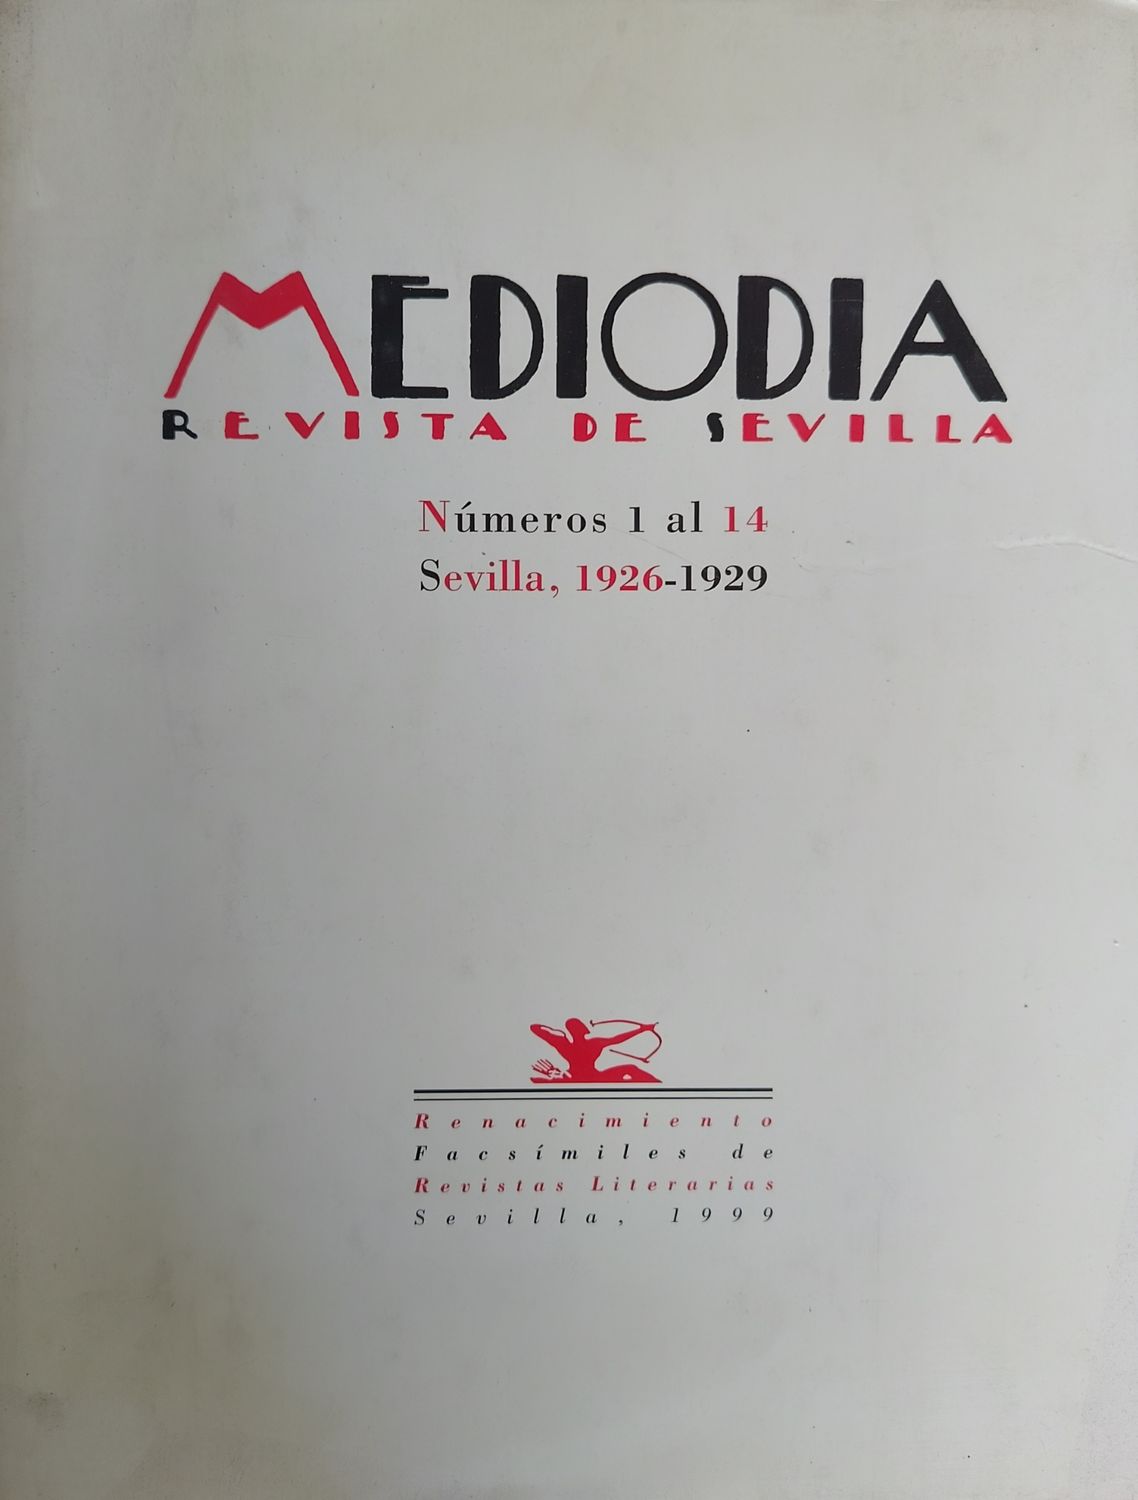 MEDIODIA
REVISTA DE SEVILLA
Números 1 al 14
Sevilla, 1926-1929
Renacimiento
Facsímiles de
Revistas Literarias
Sevilla, 1999